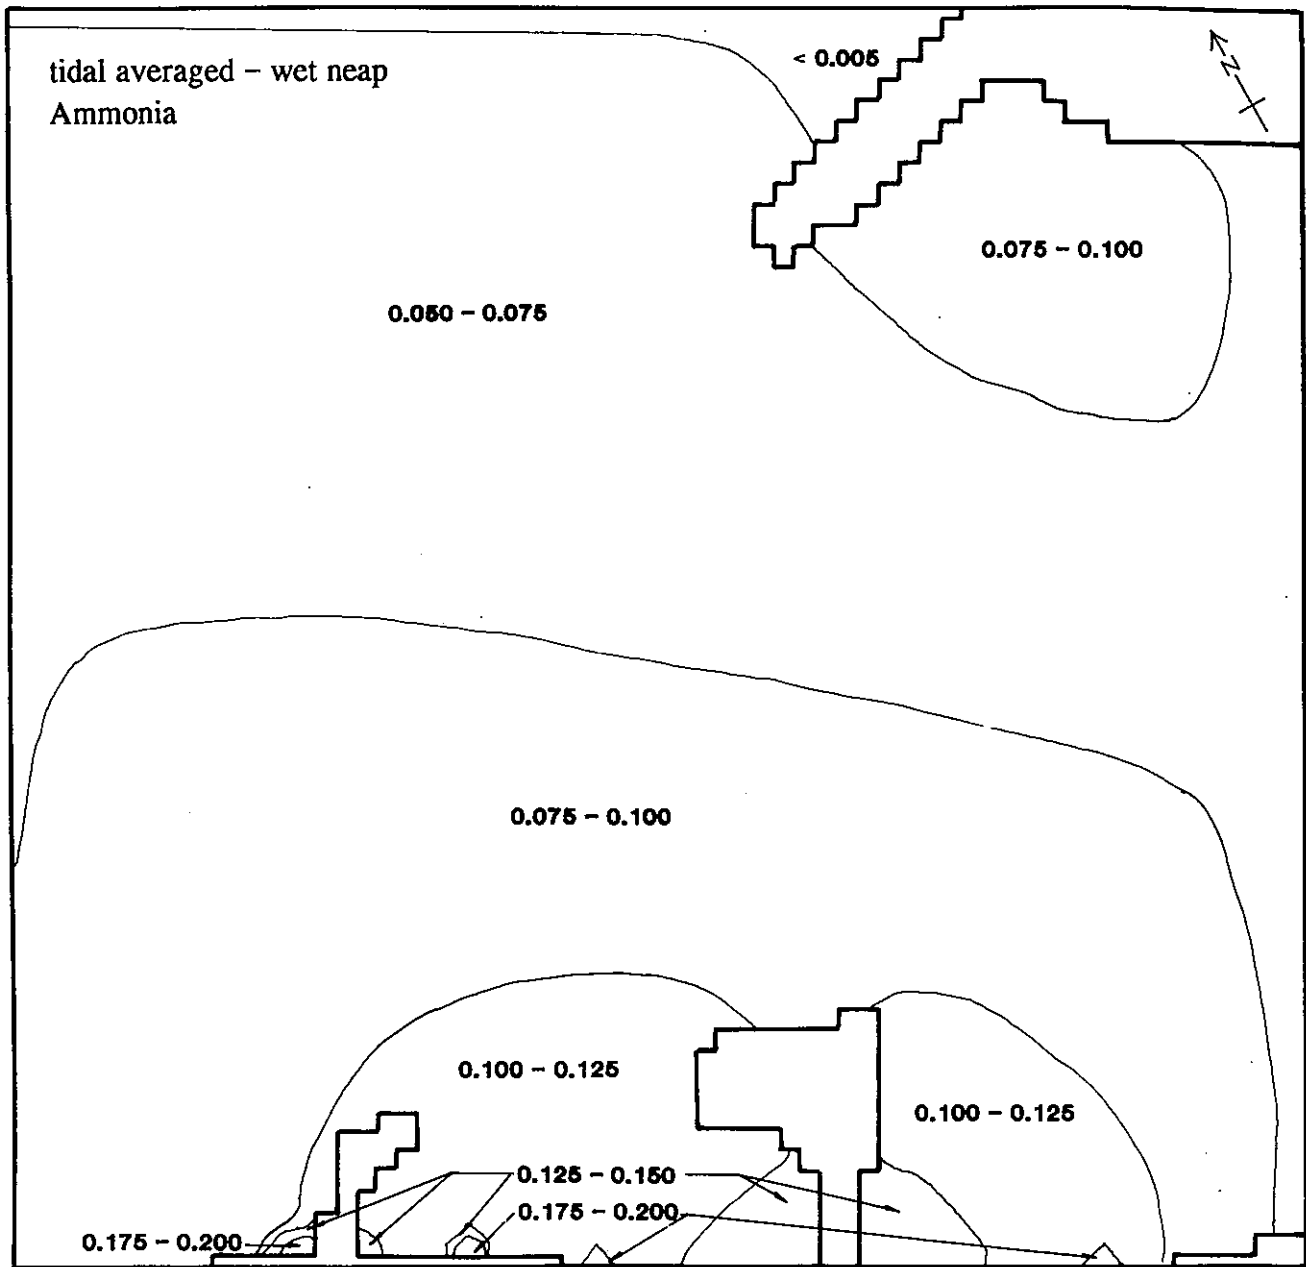 tidal averaged – wet neap
Ammonia
< 0.005
N
0.075 – 0.100
0.050 – 0.075
0.075 – 0.100
0.100 – 0.125
0.100 – 0.125
0.125 – 0.150
0.175 – 0.200
0.175 – 0.200